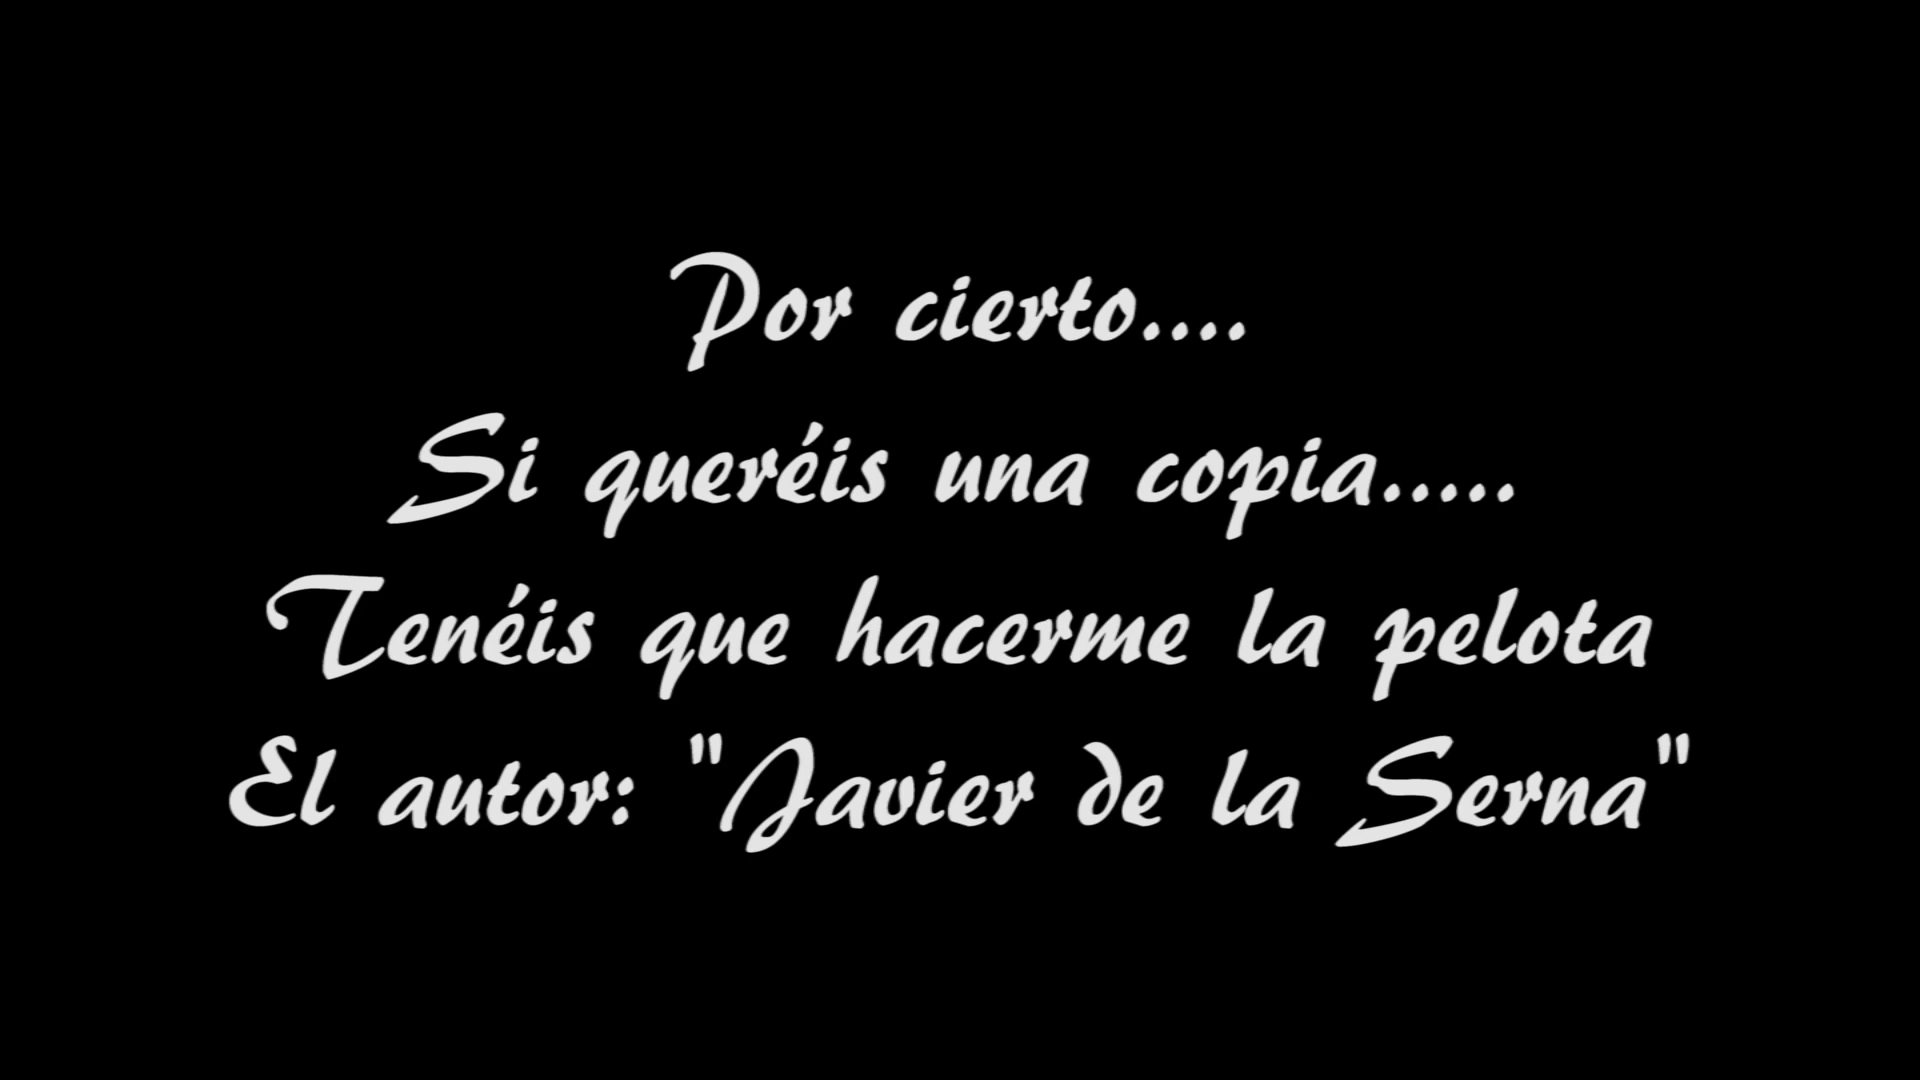 Por cierto....
Si queréis una copia.....
Tenéis que hacerme la pelota
El autor: "Javier de la Serna"